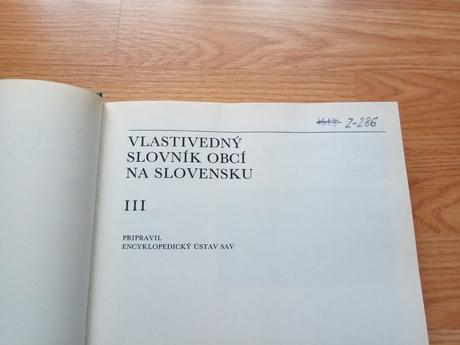 Z-286
VLASTIVEDNÝ
SLOVNÍK OBCÍ
NA SLOVENSKU
III
PRIPRAVIL
ENCYKLOPEDICKÝ ÚSTAV SAV